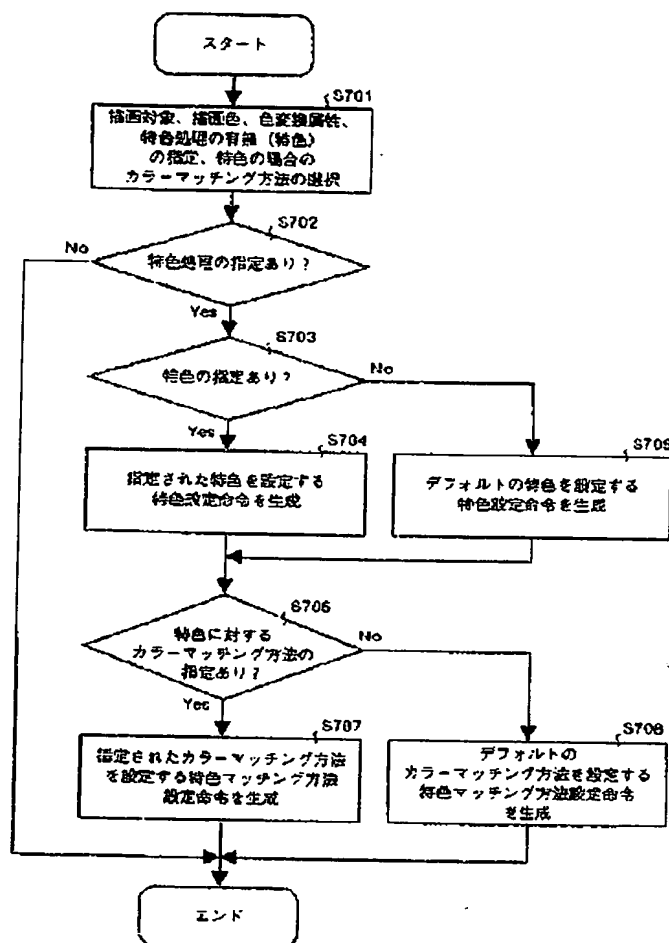 スタート
S701
描画対象、描画色、色変換属性、
特色処理の有無（特色）
の指定、特色の場合の
カラーマッチング方法の選択
S702
No
特色処理の指定あり？
Yes
S703
特色の指定あり？
No
Yes
S704
指定された特色を設定する
特色設定命令を生成
デフォルトの特色を設定する
特色設定命令を生成
特色に対する
カラーマッチング方法の
指定あり？
No
Yes
S707
指定されたカラーマッチング方法
を設定する特色マッチング方法
設定命令を生成
S708
デフォルトの
カラーマッチング方法を設定する
特色マッチング方法設定命令
を生成
エンド